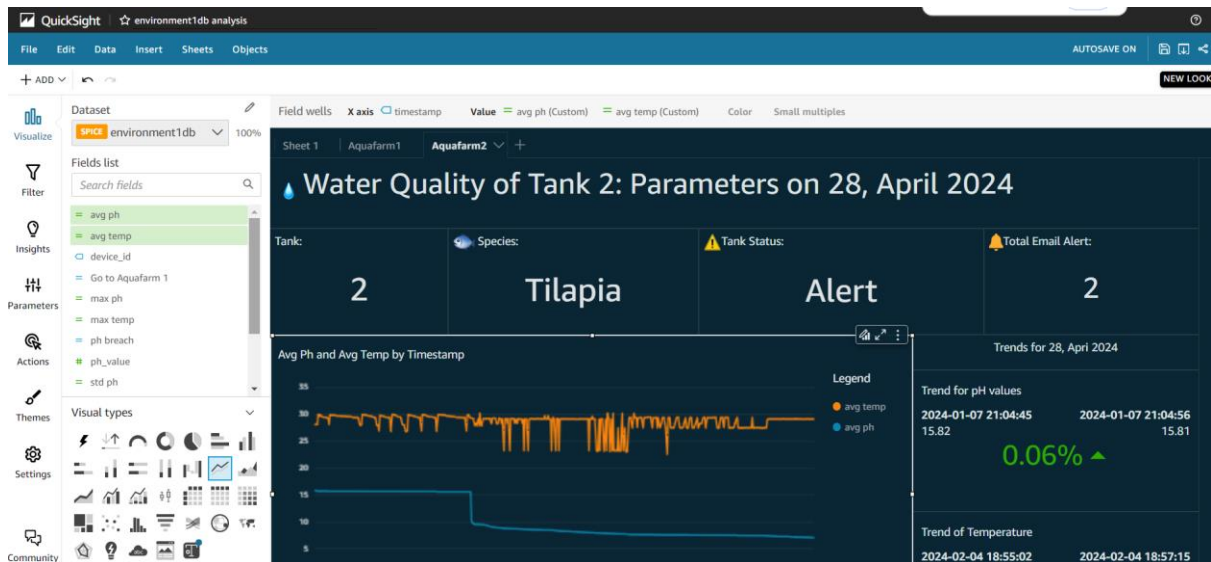 QuickSight
environment1db analysis
File Edit Data Insert Sheets Objects
AUTOSAVE ON
+ ADD
NEW LOOK
Visualize
Filter
Insights
Parameters
Actions
Themes
Settings
Community
Dataset
SPICE environment1db 100%
Fields list
Search fields
avg ph
avg temp
device_id
Go to Aquafarm 1
max ph
max temp
ph breach
ph_value
std ph
Visual types
Field wells X axis timestamp Value avg ph (Custom) avg temp (Custom) Color Small multiples
Sheet 1 Aquafarm1 Aquafarm2 +
Water Quality of Tank 2: Parameters on 28, April 2024
Tank:
2
Species:
Tilapia
Tank Status:
Alert
Total Email Alert:
2
Avg Ph and Avg Temp by Timestamp
35
30
25
20
15
10
5
Legend
avg temp
avg ph
Trends for 28, Apri 2024
Trend for pH values
2024-01-07 21:04:45 2024-01-07 21:04:56
15.82 15.81
0.06%
Trend of Temperature
2024-02-04 18:55:02 2024-02-04 18:57:15